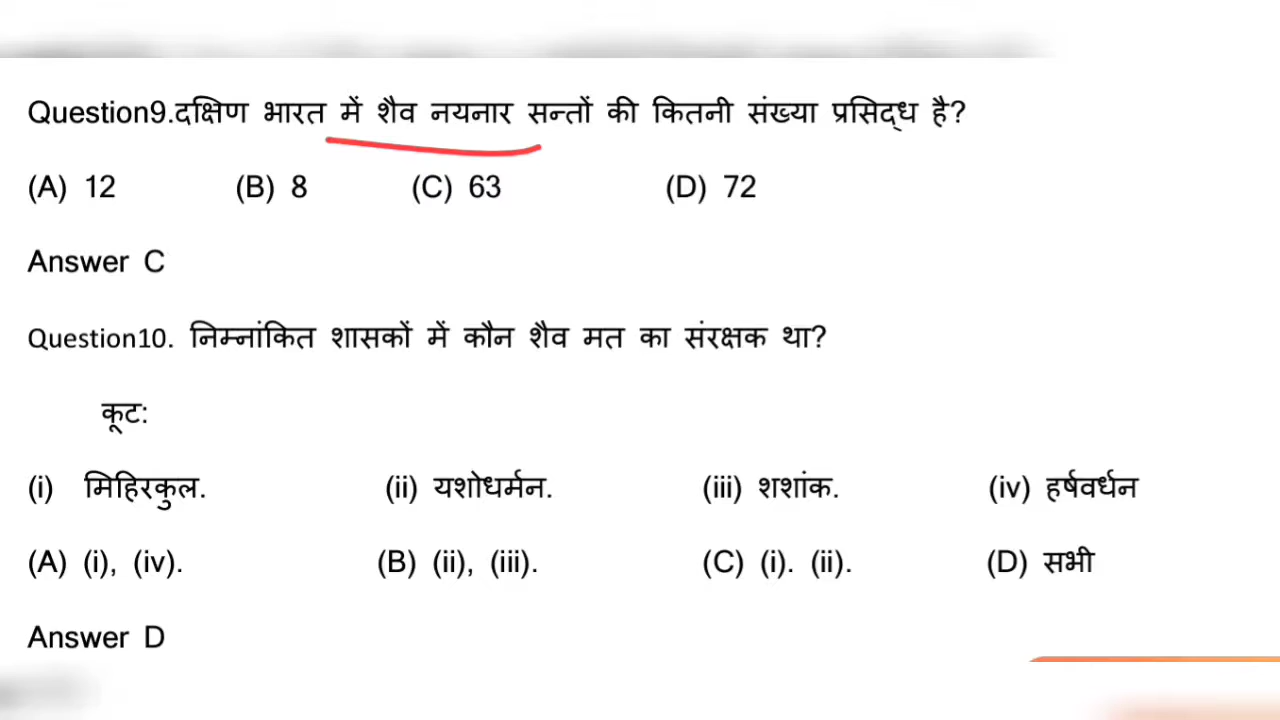 Question9.दक्षिण भारत में शैव नयनार सन्तों की कितनी संख्या प्रसिद्ध है?
(A) 12 (B) 8 (C) 63 (D) 72
Answer C
Question10. निम्नांकित शासकों में कौन शैव मत का संरक्षक था?
कूट:
(i) मिहिरकुल. (ii) यशोधर्मन. (iii) शशांक. (iv) हर्षवर्धन
(A) (i), (iv). (B) (ii), (iii). (C) (i). (ii). (D) सभी
Answer D